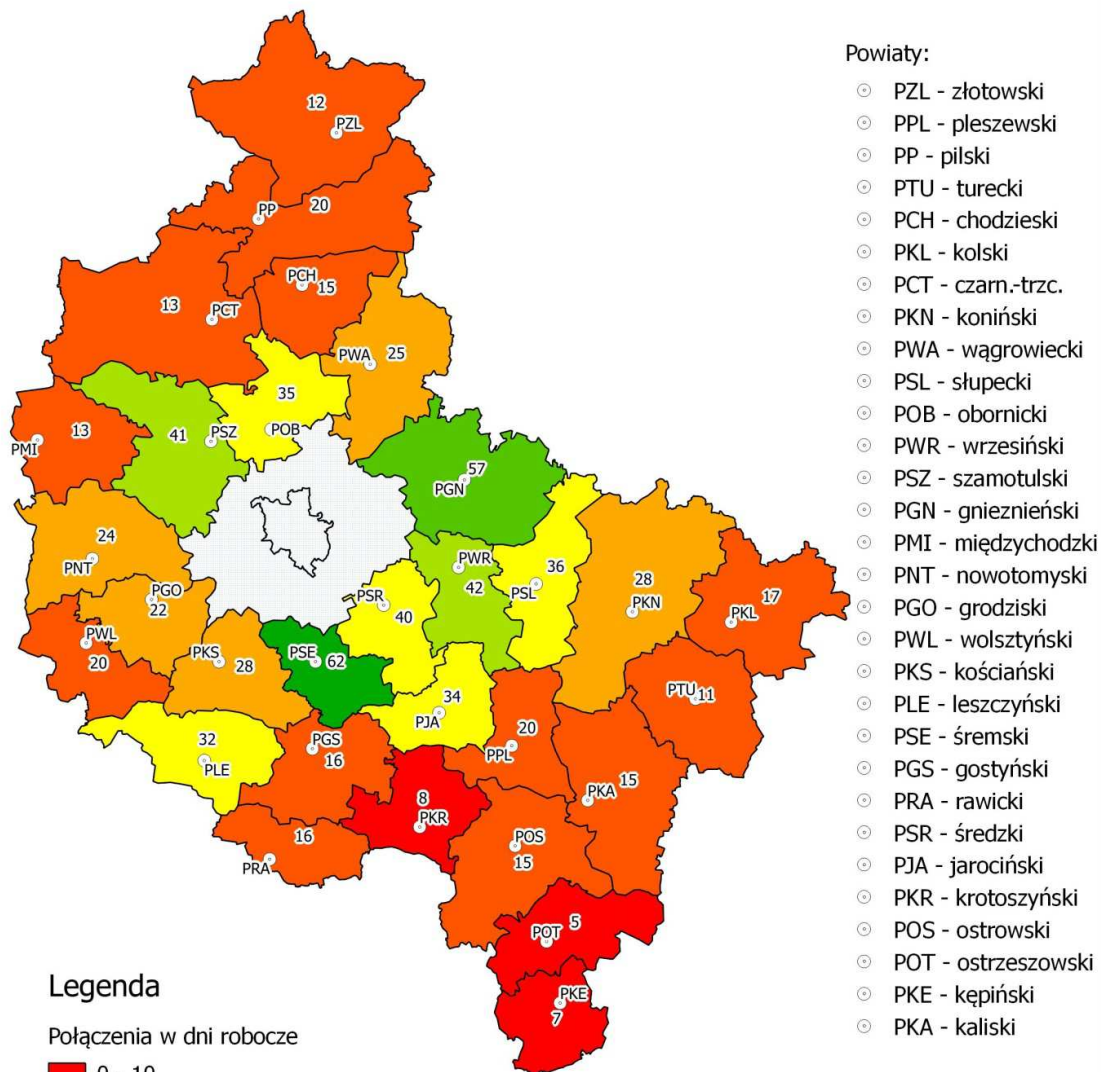 12
PZL
PP
20
PCH
15
13
PCT
PWA
25
35
POB
13
PMI
41
PSZ
57
PGN
24
PNT
PGO
22
PWR
42
36
PSL
28
PKN
17
PKL
PSR
40
PWL
20
PKS
28
PSE
62
PTU
11
34
PJA
32
PLE
PGS
16
20
PPL
PKA
15
8
PKR
16
PRA
POS
15
5
POT
PKE
7
Powiaty:
PZL - złotowski
PPL - pleszewski
PP - pilski
PTU - turecki
PCH - chodzieski
PKL - kolski
PCT - czarn.-trzc.
PKN - koniński
PWA - wągrowiecki
PSL - słupecki
POB - obornicki
PWR - wrzesiński
PSZ - szamotulski
PGN - gnieznieński
PMI - międzychodzki
PNT - nowotomyski
PGO - grodziski
PWL - wolsztyński
PKS - kościański
PLE - leszczyński
PSE - śremski
PGS - gostyński
PRA - rawicki
PSR - średzki
PJA - jarociński
PKR - krotoszyński
POS - ostrowski
POT - ostrzeszowski
PKE - kępiński
PKA - kaliski
Legenda
Połączenia w dni robocze